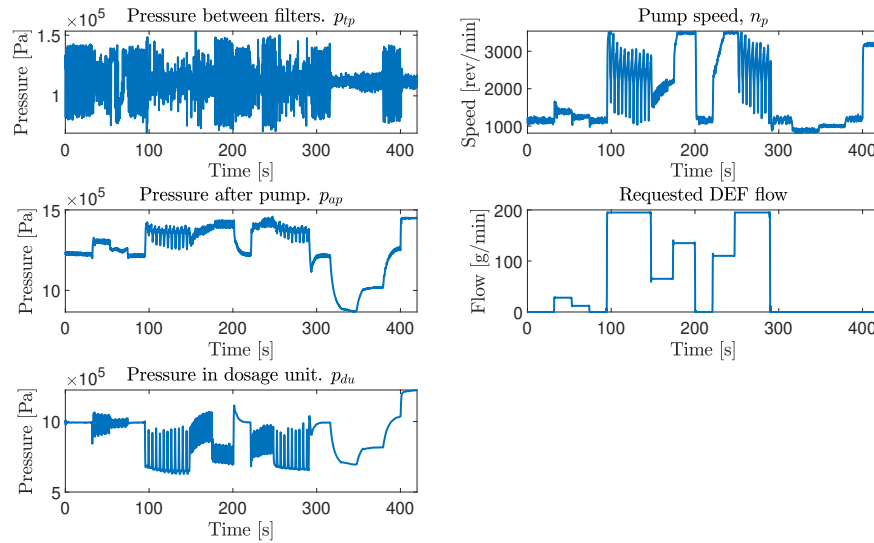 Pressure between filters. p_tp
×10^5
Pressure [Pa]
1.5
1
0 100 200 300 400
Time [s]
Pump speed, n_p
Speed [rev/min]
3000
2000
1000
0 100 200 300 400
Time [s]
Pressure after pump. p_ap
×10^5
Pressure [Pa]
15
10
0 100 200 300 400
Time [s]
Requested DEF flow
Flow [g/min]
200
100
0
0 100 200 300 400
Time [s]
Pressure in dosage unit. p_du
×10^5
Pressure [Pa]
10
5
0 100 200 300 400
Time [s]